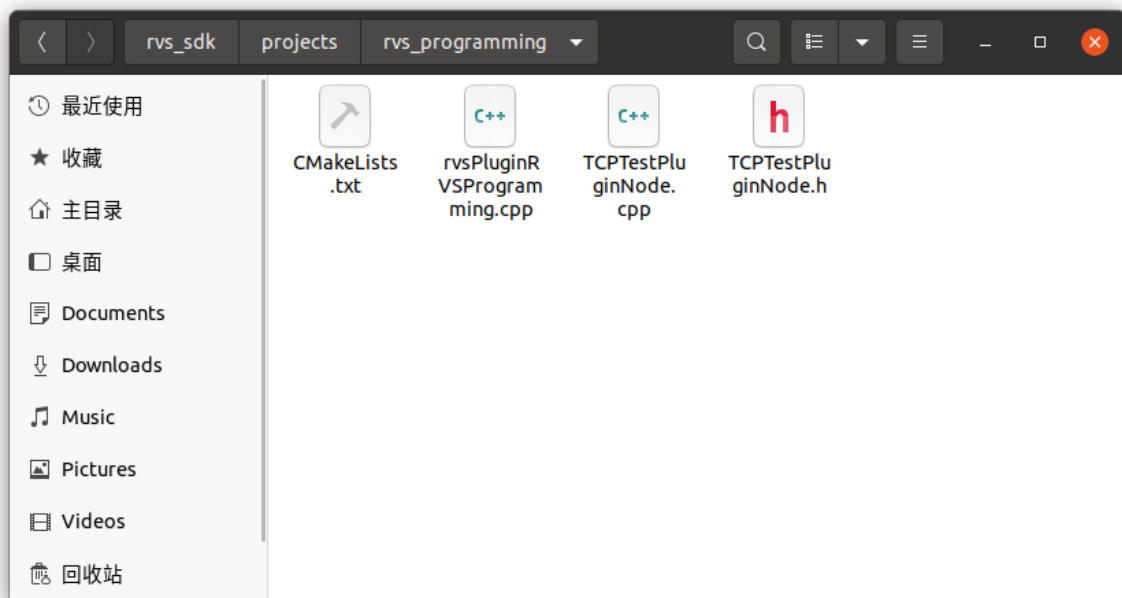 rvs_sdk projects rvs_programming
最近使用
收藏
主目录
桌面
Documents
Downloads
Music
Pictures
Videos
回收站
C++ C++ h
CMakeLists
.txt
rvsPluginR
VSProgram
ming.cpp
TCPTestPlu
ginNode.
cpp
TCPTestPlu
ginNode.h